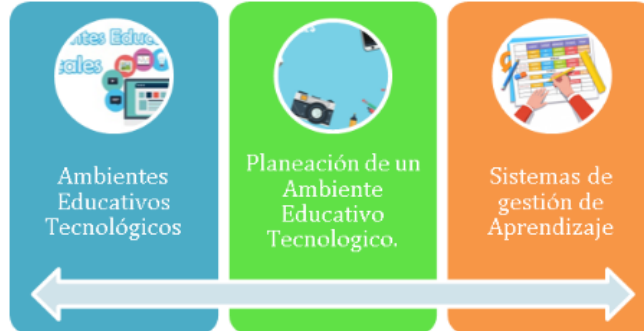 Ambientes
Educativos
Tecnológicos
Planeación de un
Ambiente
Educativo
Tecnologico.
Sistemas de
gestión de
Aprendizaje